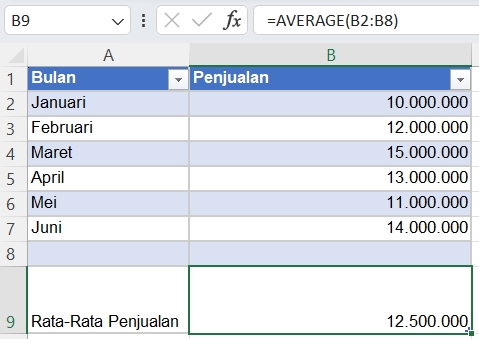 B9 fx =AVERAGE(B2:B8)
A B
1 Bulan Penjualan
2 Januari 10.000.000
3 Februari 12.000.000
4 Maret 15.000.000
5 April 13.000.000
6 Mei 11.000.000
7 Juni 14.000.000
8
9 Rata-Rata Penjualan 12.500.000